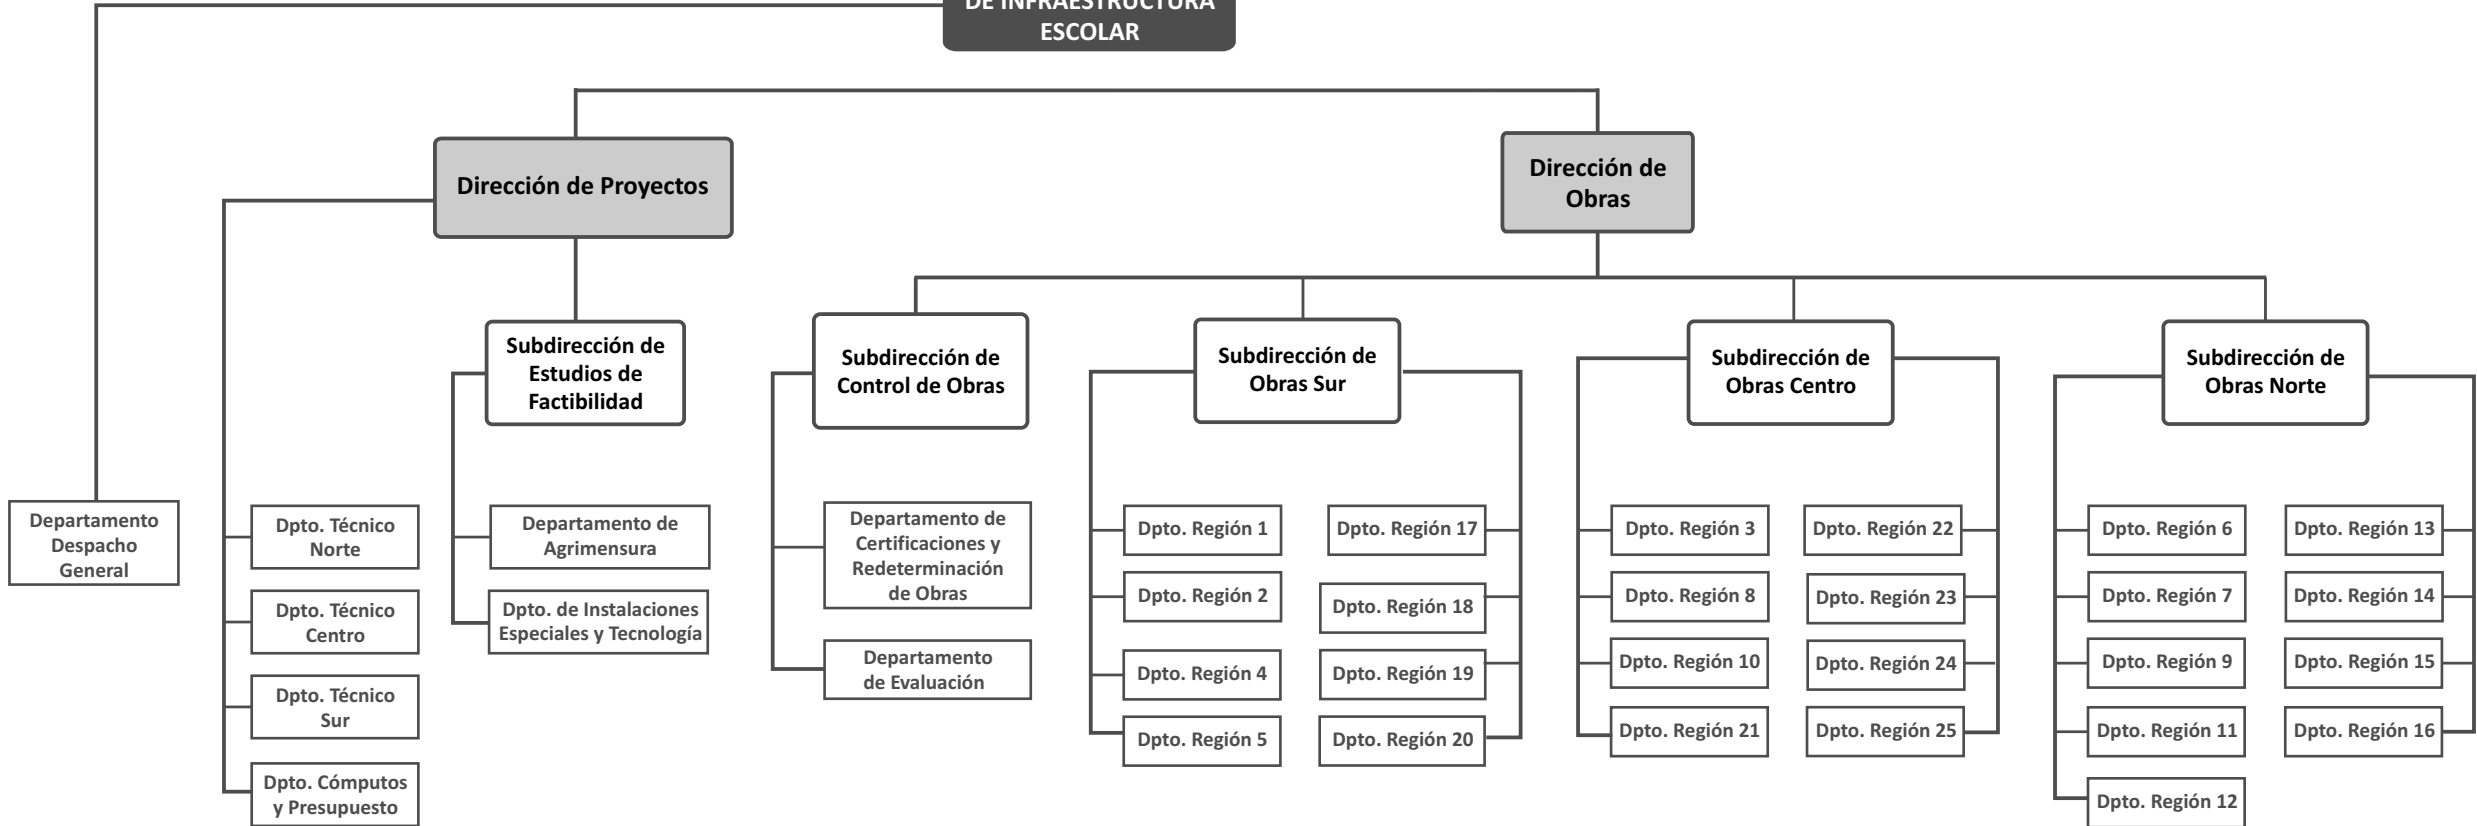 DE INFRAESTRUCTURA
ESCOLAR
Dirección de Proyectos
Dirección de
Obras
Subdirección de
Estudios de
Factibilidad
Subdirección de
Control de Obras
Subdirección de
Obras Sur
Subdirección de
Obras Centro
Subdirección de
Obras Norte
Departamento
Despacho
General
Dpto. Técnico
Norte
Dpto. Técnico
Centro
Dpto. Técnico
Sur
Dpto. Cómputos
y Presupuesto
Departamento de
Agrimensura
Dpto. de Instalaciones
Especiales y Tecnología
Departamento de
Certificaciones y
Redeterminación
de Obras
Departamento
de Evaluación
Dpto. Región 1
Dpto. Región 2
Dpto. Región 4
Dpto. Región 5
Dpto. Región 17
Dpto. Región 18
Dpto. Región 19
Dpto. Región 20
Dpto. Región 3
Dpto. Región 8
Dpto. Región 10
Dpto. Región 21
Dpto. Región 22
Dpto. Región 23
Dpto. Región 24
Dpto. Región 25
Dpto. Región 6
Dpto. Región 7
Dpto. Región 9
Dpto. Región 11
Dpto. Región 12
Dpto. Región 13
Dpto. Región 14
Dpto. Región 15
Dpto. Región 16